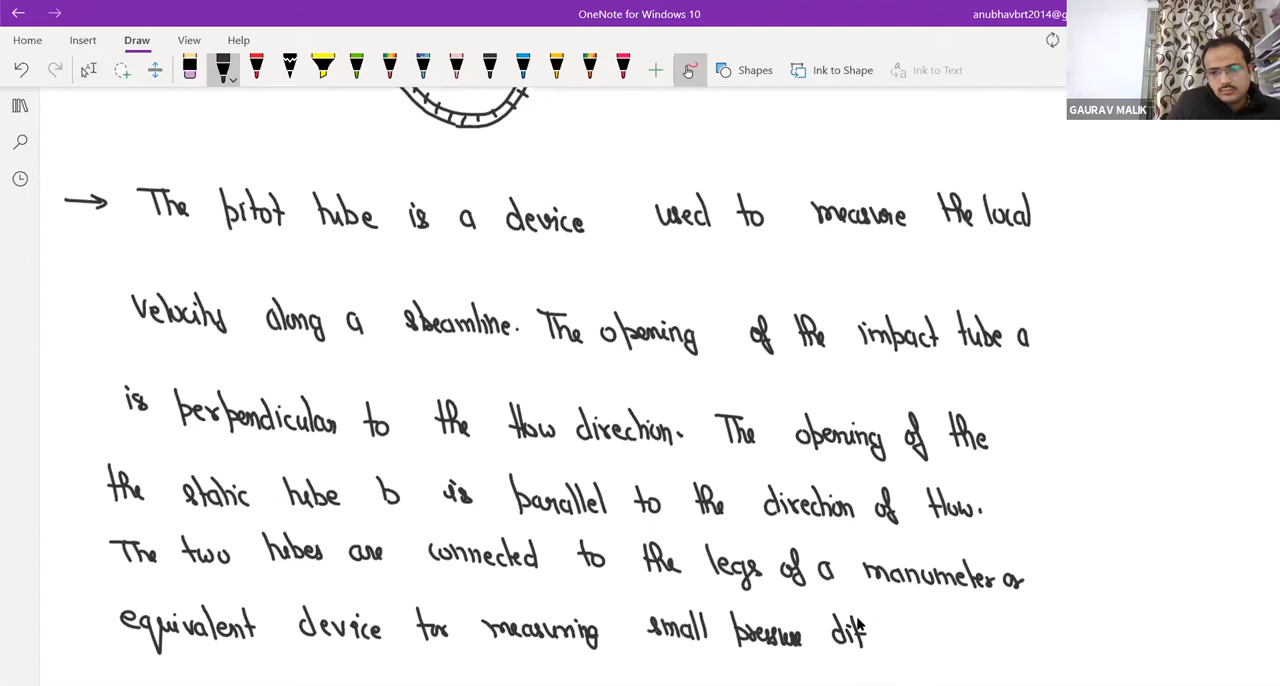 OneNote for Windows 10
anubhavbrt2014@g
Home Insert Draw View Help
Shapes Ink to Shape Ink to Text
GAURAV MALIK
→ The pitot tube is a device used to measure the local
velocity along a streamline. The opening of the impact tube a
is perpendicular to the flow direction. The opening of the
the static tube b is parallel to the direction of flow.
The two tubes are connected to the legs of a manumeter or
equivalent device for measuring small pressure dif